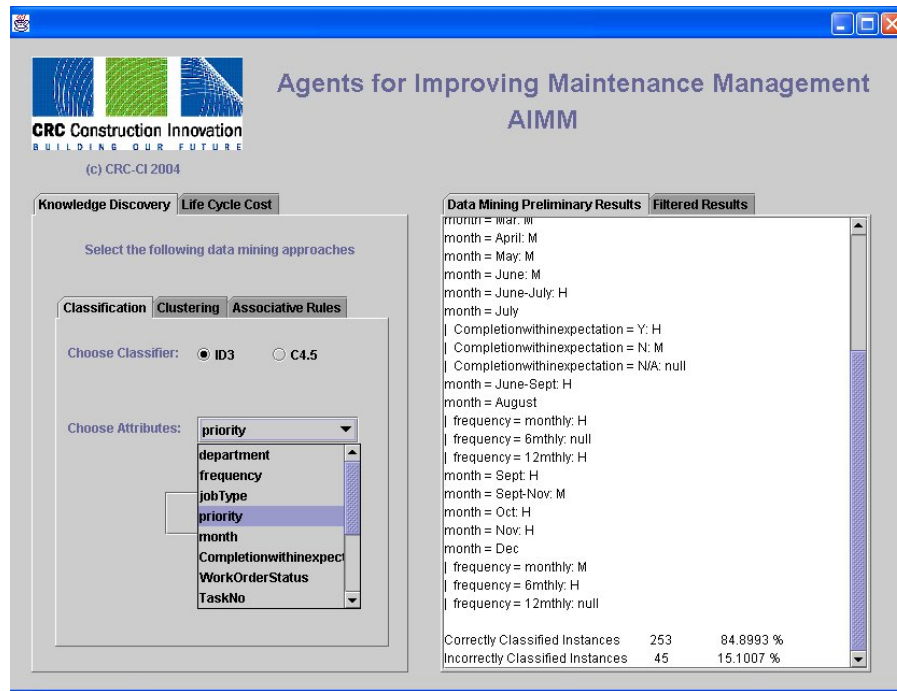 Agents for Improving Maintenance Management
AIMM
CRC Construction Innovation
BUILDING OUR FUTURE
(c) CRC-CI 2004
Knowledge Discovery Life Cycle Cost
Select the following data mining approaches
Classification Clustering Associative Rules
Choose Classifier: ID3 C4.5
Choose Attributes: priority
department
frequency
jobType
priority
month
Completionwithinexpect
WorkOrderStatus
TaskNo
Data Mining Preliminary Results Filtered Results
month = Mar: M
month = April: M
month = May: M
month = June: M
month = June-July: H
month = July
| Completionwithinexpectation = Y: H
| Completionwithinexpectation = N: M
| Completionwithinexpectation = N/A: null
month = June-Sept: H
month = August
| frequency = monthly: H
| frequency = 6mthly: null
| frequency = 12mthly: H
month = Sept: H
month = Sept-Nov: M
month = Oct: H
month = Nov: H
month = Dec
| frequency = monthly: M
| frequency = 6mthly: H
| frequency = 12mthly: null
Correctly Classified Instances 253 84.8993 %
Incorrectly Classified Instances 45 15.1007 %